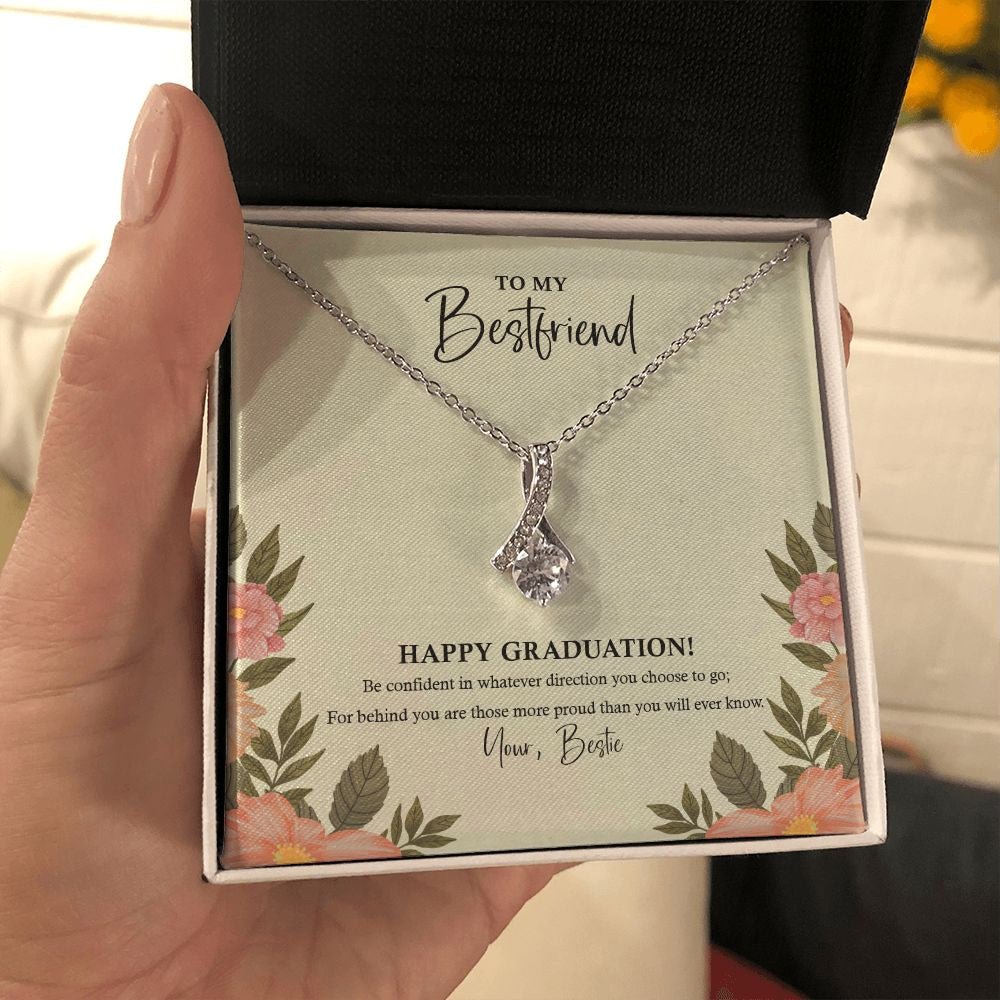 TO MY
Bestfriend
HAPPY GRADUATION!
Be confident in whatever direction you choose to go;
For behind you are those more proud than you will ever know.
Your, Bestie